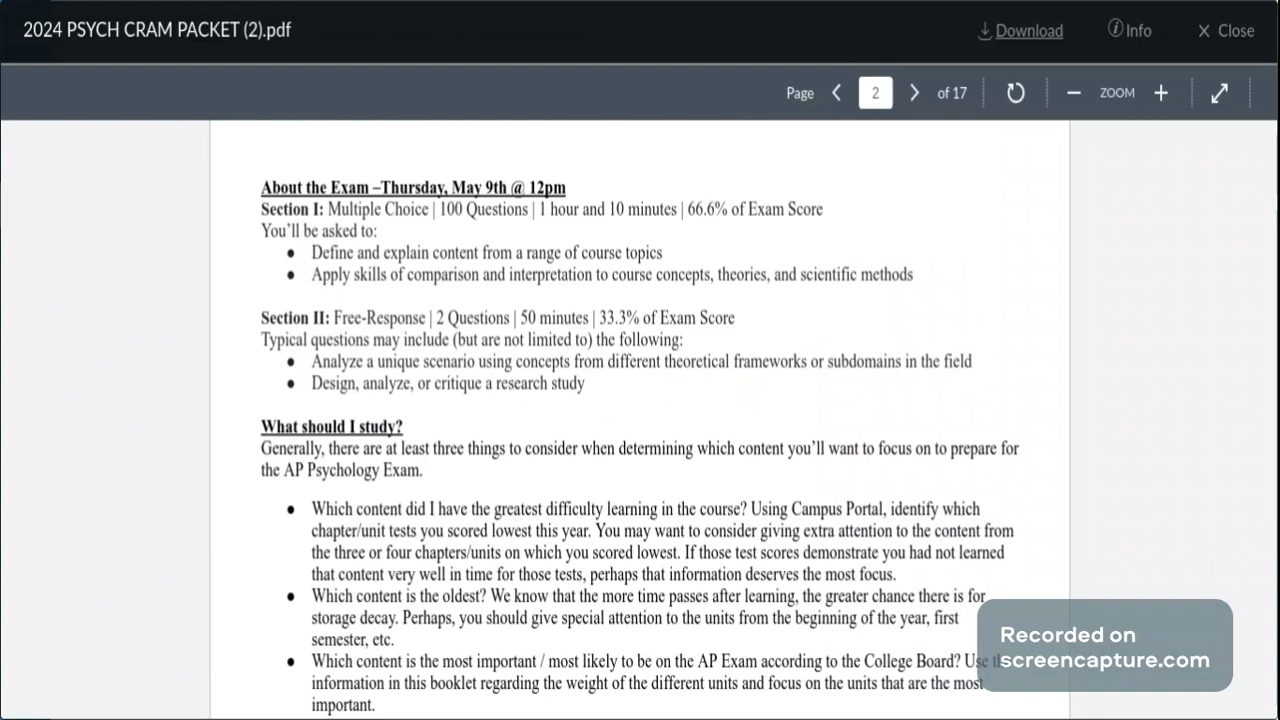 2024 PSYCH CRAM PACKET (2).pdf
Download
Info
Close
Page
2
of 17
ZOOM
About the Exam –Thursday, May 9th @ 12pm
Section I: Multiple Choice | 100 Questions | 1 hour and 10 minutes | 66.6% of Exam Score
You’ll be asked to:
● Define and explain content from a range of course topics
● Apply skills of comparison and interpretation to course concepts, theories, and scientific methods
Section II: Free-Response | 2 Questions | 50 minutes | 33.3% of Exam Score
Typical questions may include (but are not limited to) the following:
● Analyze a unique scenario using concepts from different theoretical frameworks or subdomains in the field
● Design, analyze, or critique a research study
What should I study?
Generally, there are at least three things to consider when determining which content you’ll want to focus on to prepare for
the AP Psychology Exam.
● Which content did I have the greatest difficulty learning in the course? Using Campus Portal, identify which
chapter/unit tests you scored lowest this year. You may want to consider giving extra attention to the content from
the three or four chapters/units on which you scored lowest. If those test scores demonstrate you had not learned
that content very well in time for those tests, perhaps that information deserves the most focus.
● Which content is the oldest? We know that the more time passes after learning, the greater chance there is for
storage decay. Perhaps, you should give special attention to the units from the beginning of the year, first
semester, etc.
● Which content is the most important / most likely to be on the AP Exam according to the College Board? Use
information in this booklet regarding the weight of the different units and focus on the units that are the most
important.
Recorded on
screencapture.com